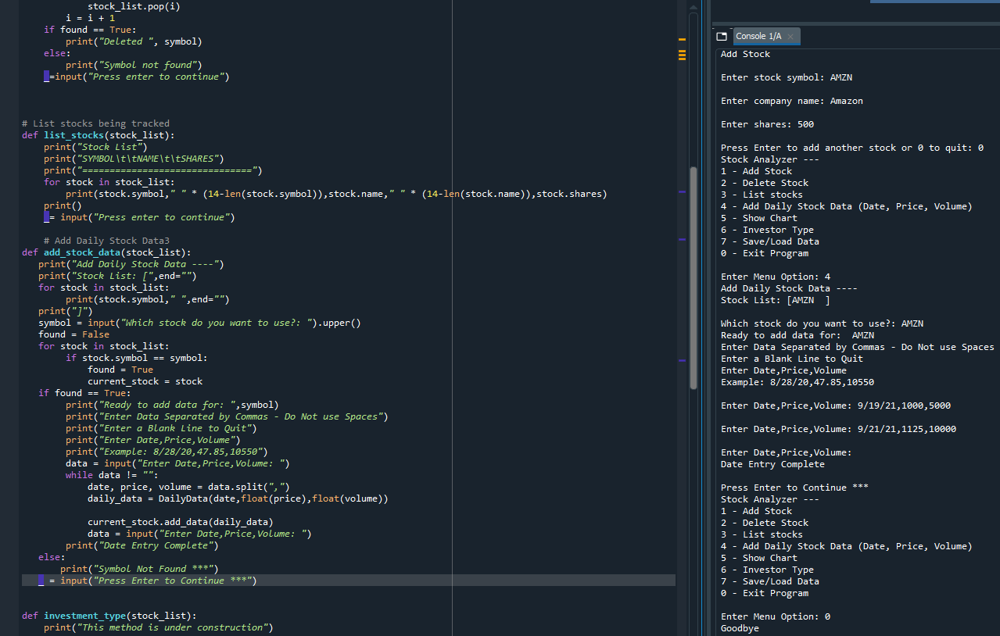 stock_list.pop(i)
        i = i + 1
    if found == True:
        print("Deleted ", symbol)
    else:
        print("Symbol not found")
    _=input("Press enter to continue")
# List stocks being tracked
def list_stocks(stock_list):
    print("Stock List")
    print("SYMBOL\t\tNAME\t\tSHARES")
    print("===============================")
    for stock in stock_list:
        print(stock.symbol," " * (14-len(stock.symbol)),stock.name," " * (14-len(stock.name)),stock.shares)
    print()
    _= input("Press enter to continue")
    # Add Daily Stock Data3
def add_stock_data(stock_list):
   print("Add Daily Stock Data ----")
   print("Stock List: [",end="")
   for stock in stock_list:
        print(stock.symbol," ",end="")
   print("]")
   symbol = input("Which stock do you want to use?: ").upper()
   found = False
   for stock in stock_list:
        if stock.symbol == symbol:
            found = True
            current_stock = stock
   if found == True:
        print("Ready to add data for: ",symbol)
        print("Enter Data Separated by Commas - Do Not use Spaces")
        print("Enter a Blank Line to Quit")
        print("Enter Date,Price,Volume")
        print("Example: 8/28/20,47.85,10550")
        data = input("Enter Date,Price,Volume: ")
        while data != "":
            date, price, volume = data.split(",")
            daily_data = DailyData(date,float(price),float(volume))
            current_stock.add_data(daily_data)
            data = input("Enter Date,Price,Volume: ")
        print("Date Entry Complete")
   else:
       print("Symbol Not Found ***")
   _ = input("Press Enter to Continue ***")
def investment_type(stock_list):
    print("This method is under construction")
Console 1/A
Add Stock
Enter stock symbol: AMZN
Enter company name: Amazon
Enter shares: 500
Press Enter to add another stock or 0 to quit: 0
Stock Analyzer ---
1 - Add Stock
2 - Delete Stock
3 - List stocks
4 - Add Daily Stock Data (Date, Price, Volume)
5 - Show Chart
6 - Investor Type
7 - Save/Load Data
0 - Exit Program
Enter Menu Option: 4
Add Daily Stock Data ----
Stock List: [AMZN  ]
Which stock do you want to use?: AMZN
Ready to add data for:  AMZN
Enter Data Separated by Commas - Do Not use Spaces
Enter a Blank Line to Quit
Enter Date,Price,Volume
Example: 8/28/20,47.85,10550
Enter Date,Price,Volume: 9/19/21,1000,5000
Enter Date,Price,Volume: 9/21/21,1125,10000
Enter Date,Price,Volume:
Date Entry Complete
Press Enter to Continue ***
Stock Analyzer ---
1 - Add Stock
2 - Delete Stock
3 - List stocks
4 - Add Daily Stock Data (Date, Price, Volume)
5 - Show Chart
6 - Investor Type
7 - Save/Load Data
0 - Exit Program
Enter Menu Option: 0
Goodbye